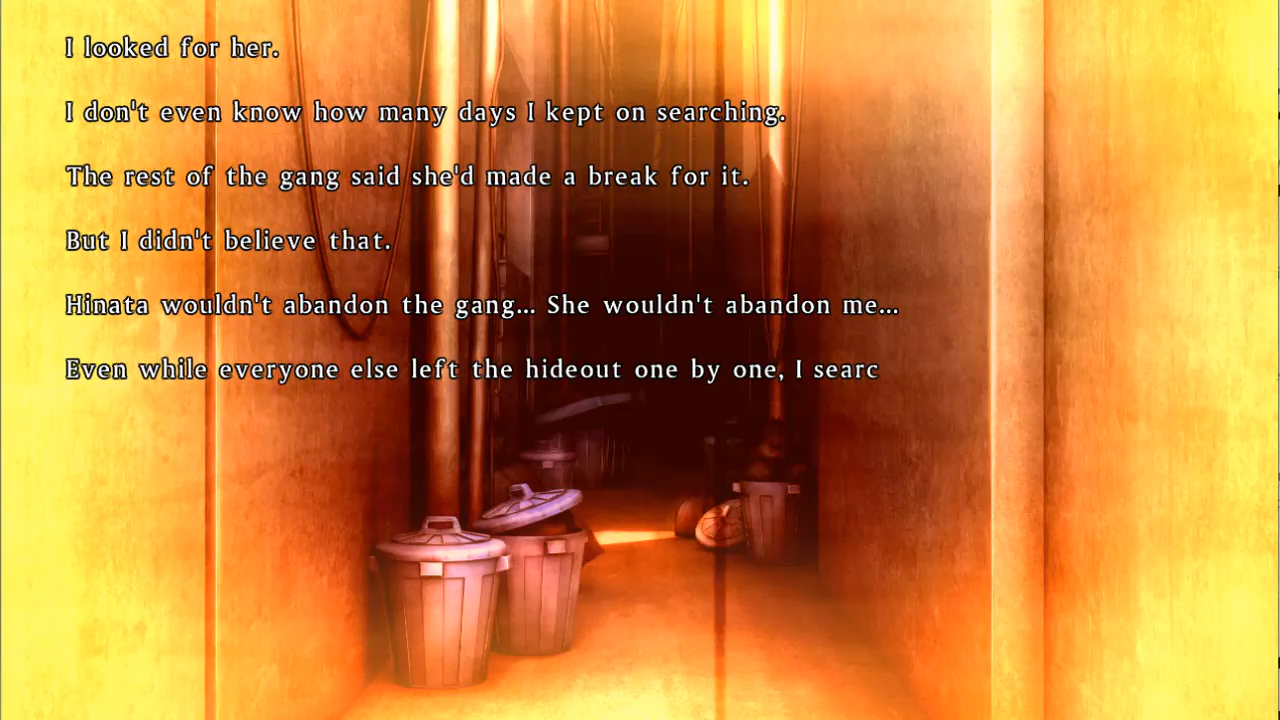 I looked for her.
I don't even know how many days I kept on searching.
The rest of the gang said she'd made a break for it.
But I didn't believe that.
Hinata wouldn't abandon the gang... She wouldn't abandon me...
Even while everyone else left the hideout one by one, I searc